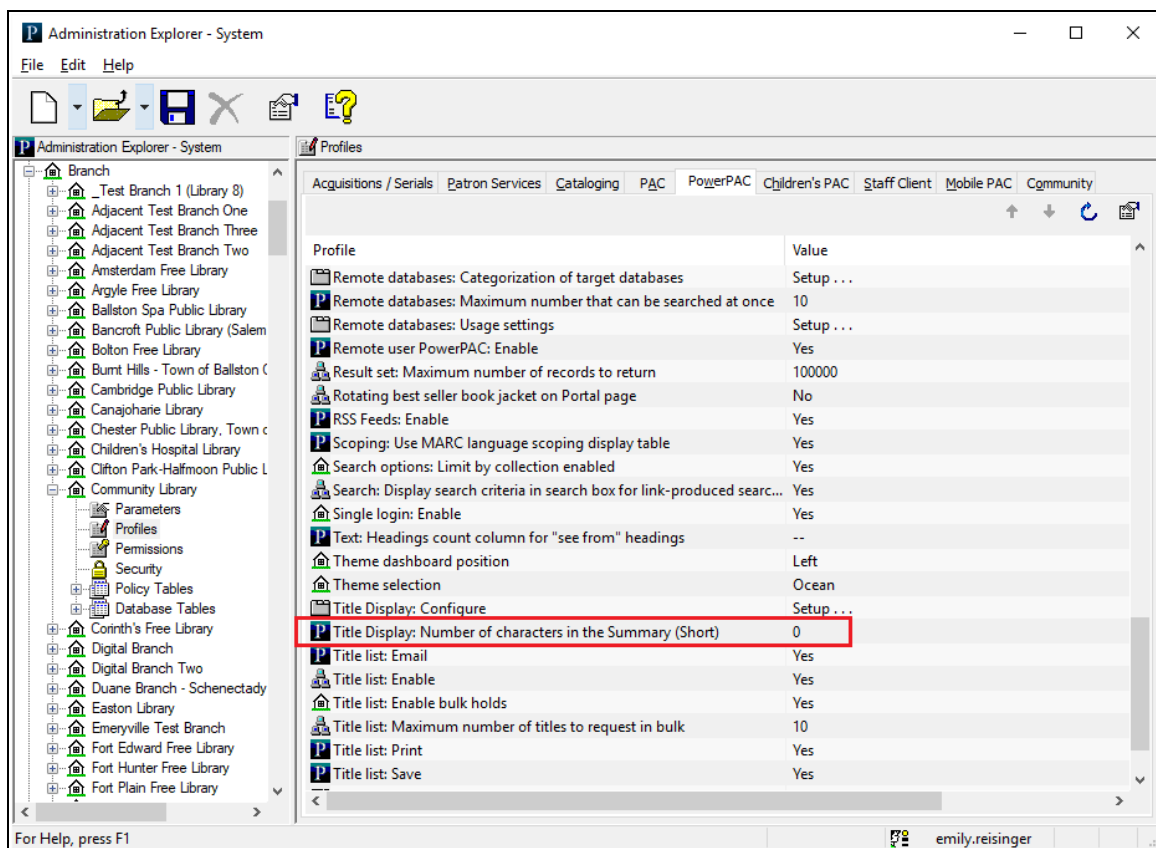 Administration Explorer - System
File Edit Help
Administration Explorer - System
Branch
_Test Branch 1 (Library 8)
Adjacent Test Branch One
Adjacent Test Branch Three
Adjacent Test Branch Two
Amsterdam Free Library
Argyle Free Library
Ballston Spa Public Library
Bancroft Public Library (Salem
Bolton Free Library
Burnt Hills - Town of Ballston C
Cambridge Public Library
Canajoharie Library
Chester Public Library, Town o
Children's Hospital Library
Clifton Park-Halfmoon Public L
Community Library
Parameters
Profiles
Permissions
Security
Policy Tables
Database Tables
Corinth's Free Library
Digital Branch
Digital Branch Two
Duane Branch - Schenectady
Easton Library
Emeryville Test Branch
Fort Edward Free Library
Fort Hunter Free Library
Fort Plain Free Library
Profiles
Acquisitions / Serials Patron Services Cataloging PAC PowerPAC Children's PAC Staff Client Mobile PAC Community
Profile Value
Remote databases: Categorization of target databases Setup . . .
Remote databases: Maximum number that can be searched at once 10
Remote databases: Usage settings Setup . . .
Remote user PowerPAC: Enable Yes
Result set: Maximum number of records to return 100000
Rotating best seller book jacket on Portal page No
RSS Feeds: Enable Yes
Scoping: Use MARC language scoping display table Yes
Search options: Limit by collection enabled Yes
Search: Display search criteria in search box for link-produced searc... Yes
Single login: Enable Yes
Text: Headings count column for "see from" headings --
Theme dashboard position Left
Theme selection Ocean
Title Display: Configure Setup . . .
Title Display: Number of characters in the Summary (Short) 0
Title list: Email Yes
Title list: Enable Yes
Title list: Enable bulk holds Yes
Title list: Maximum number of titles to request in bulk 10
Title list: Print Yes
Title list: Save Yes
For Help, press F1 emily.reisinger